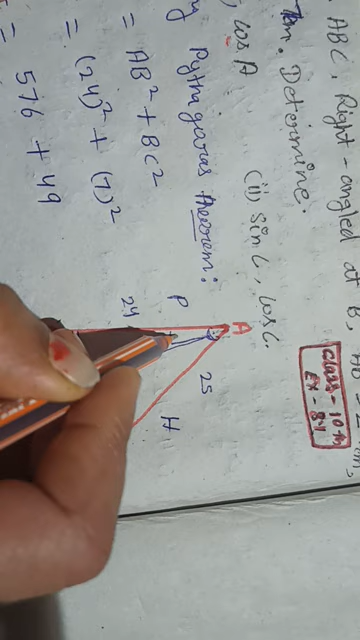 ABC, Right-angled at B, AB
cm. Determine.
cos A (ii) sin C, cos C.
Pythagoras theorem:
= AB² + BC²
= (24)² + (7)²
= 576 + 49
=
Class-10th
EX-8.1
A
P
24
25
H